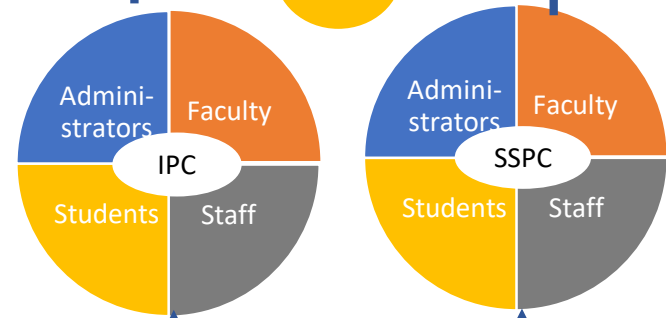 Admini-
strators
Faculty
IPC
Students
Staff
Admini-
strators
Faculty
SSPC
Students
Staff